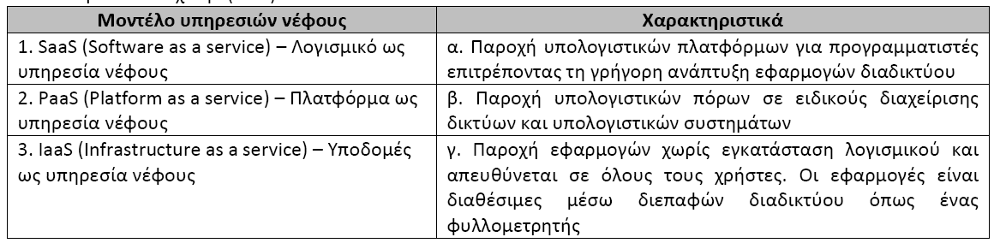 Μοντέλο υπηρεσιών νέφους
Χαρακτηριστικά
1. SaaS (Software as a service) – Λογισμικό ως
υπηρεσία νέφους
α. Παροχή υπολογιστικών πλατφόρμων για προγραμματιστές
επιτρέποντας τη γρήγορη ανάπτυξη εφαρμογών διαδικτύου
2. PaaS (Platform as a service) – Πλατφόρμα ως
υπηρεσία νέφους
β. Παροχή υπολογιστικών πόρων σε ειδικούς διαχείρισης
δικτύων και υπολογιστικών συστημάτων
3. IaaS (Infrastructure as a service) – Υποδομές
ως υπηρεσία νέφους
γ. Παροχή εφαρμογών χωρίς εγκατάσταση λογισμικού και
απευθύνεται σε όλους τους χρήστες. Οι εφαρμογές είναι
διαθέσιμες μέσω διεπαφών διαδικτύου όπως ένας
φυλλομετρητής